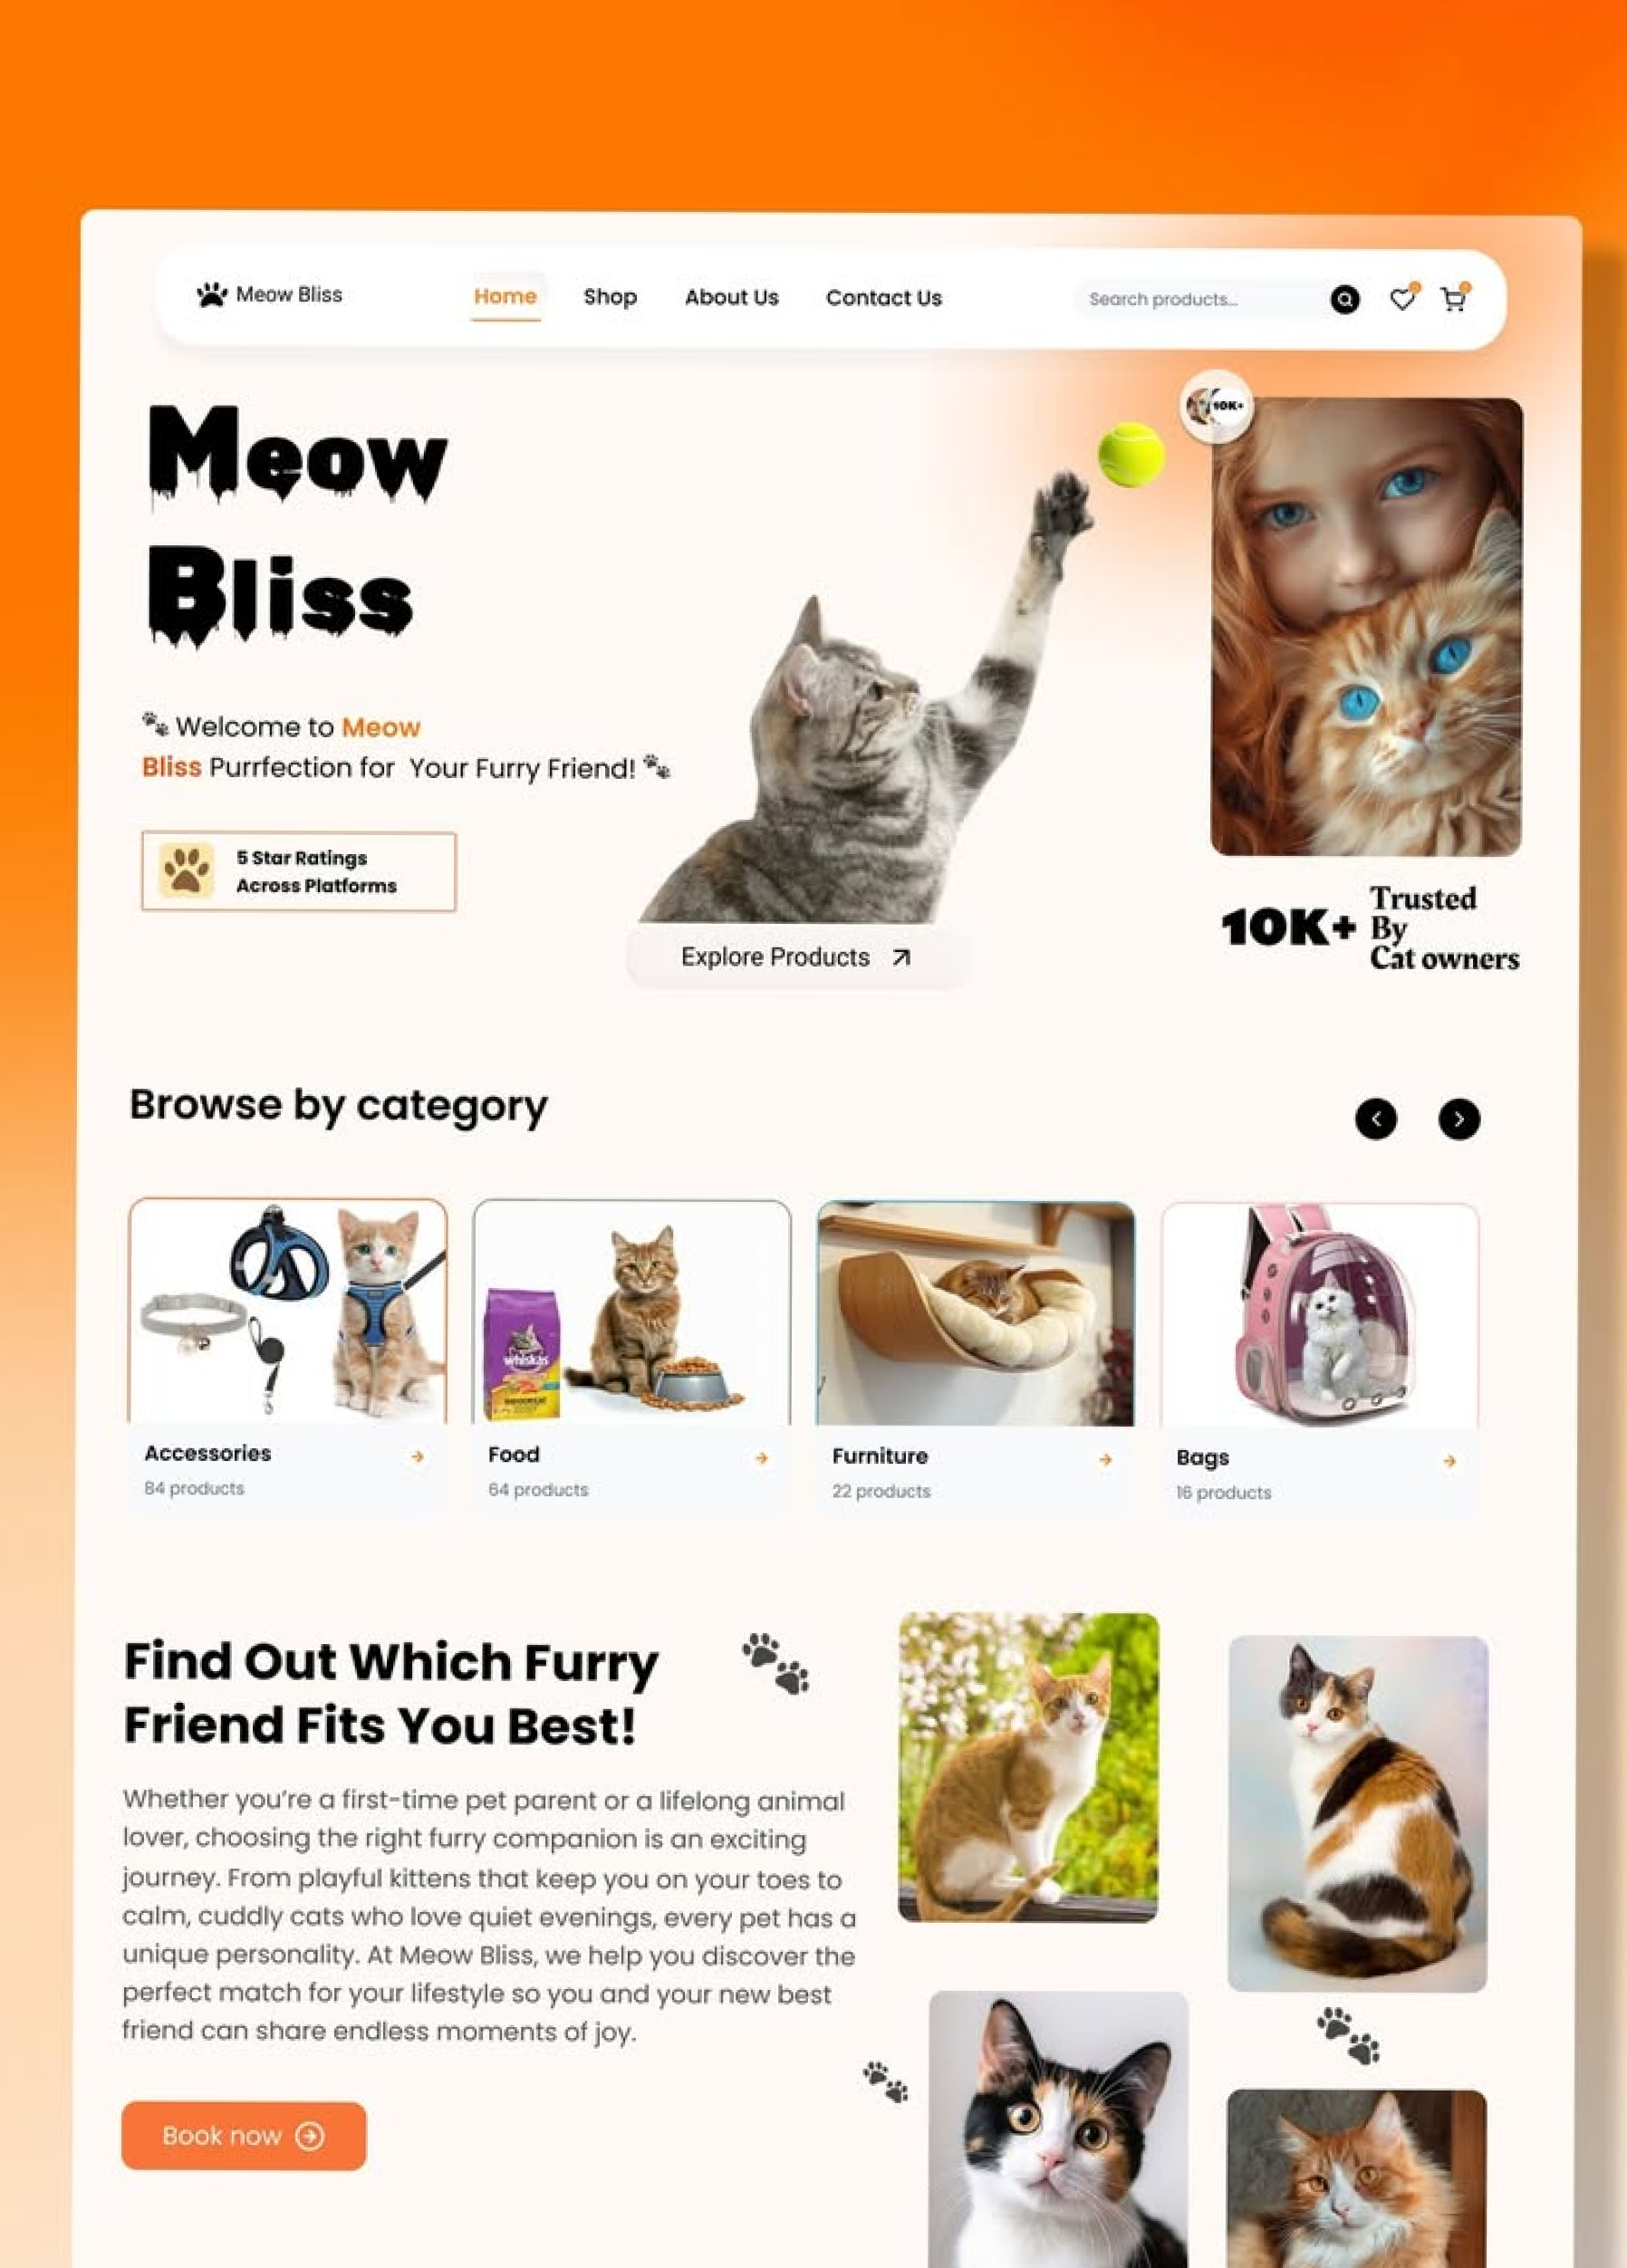 Meow Bliss
Home
Shop
About Us
Contact Us
Search products...
10K+
Meow
Bliss
Welcome to Meow
Bliss Purrfection for Your Furry Friend!
5 Star Ratings
Across Platforms
Explore Products
10K+
Trusted
By
Cat owners
Browse by category
whiskas
Accessories
84 products
Food
64 products
Furniture
22 products
Bags
16 products
Find Out Which Furry
Friend Fits You Best!
Whether you’re a first-time pet parent or a lifelong animal
lover, choosing the right furry companion is an exciting
journey. From playful kittens that keep you on your toes to
calm, cuddly cats who love quiet evenings, every pet has a
unique personality. At Meow Bliss, we help you discover the
perfect match for your lifestyle so you and your new best
friend can share endless moments of joy.
Book now